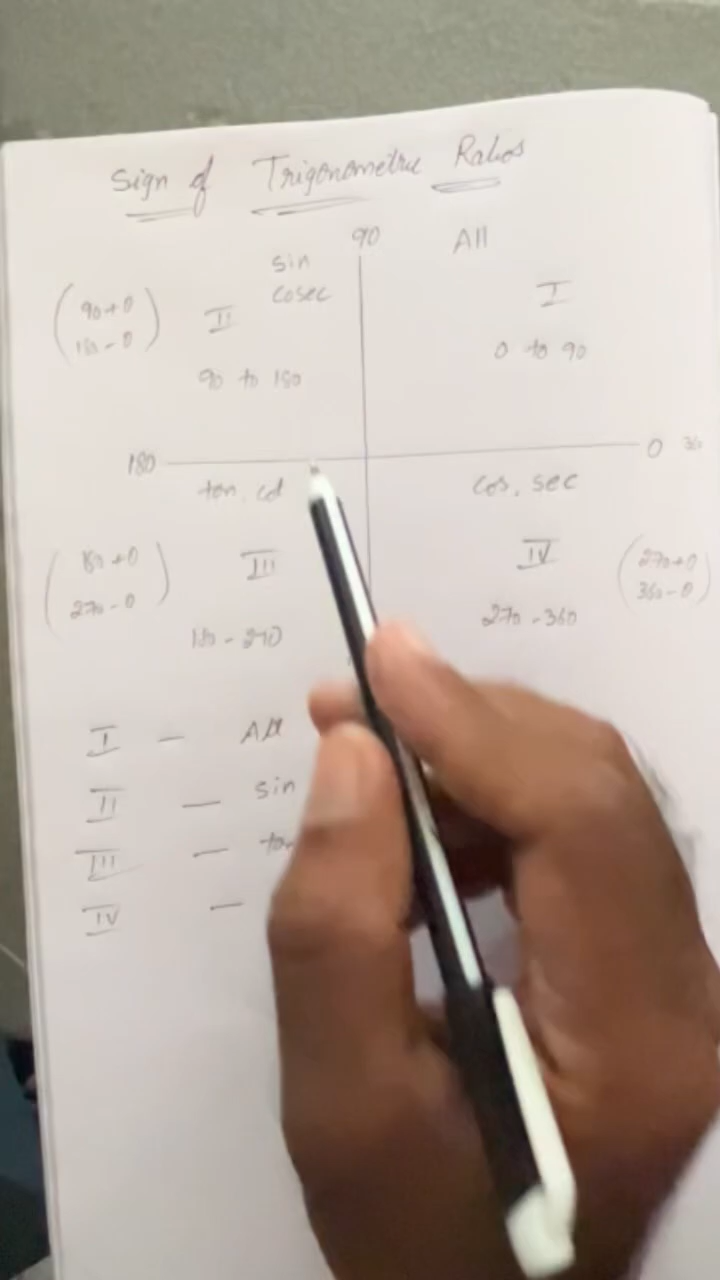 Sign of Trigonometric Ratios
90 All
sin
cosec
90+θ
180-θ
II
I
0 to 90
90 to 180
180
0 36
tan, cot
cos, sec
180+θ
270-θ
III
IV
270+θ
360-θ
270-360
180-270
I - All
II - sin
III - tan
IV -